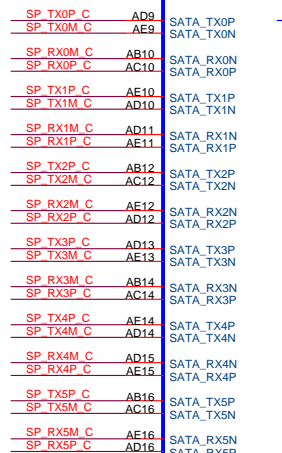 SP_TX0P_C AD9 SATA_TX0P
SP_TX0M_C AE9 SATA_TX0N
SP_RX0M_C AB10 SATA_RX0N
SP_RX0P_C AC10 SATA_RX0P
SP_TX1P_C AE10 SATA_TX1P
SP_TX1M_C AD10 SATA_TX1N
SP_RX1M_C AD11 SATA_RX1N
SP_RX1P_C AE11 SATA_RX1P
SP_TX2P_C AB12 SATA_TX2P
SP_TX2M_C AC12 SATA_TX2N
SP_RX2M_C AE12 SATA_RX2N
SP_RX2P_C AD12 SATA_RX2P
SP_TX3P_C AD13 SATA_TX3P
SP_TX3M_C AE13 SATA_TX3N
SP_RX3M_C AB14 SATA_RX3N
SP_RX3P_C AC14 SATA_RX3P
SP_TX4P_C AE14 SATA_TX4P
SP_TX4M_C AD14 SATA_TX4N
SP_RX4M_C AD15 SATA_RX4N
SP_RX4P_C AE15 SATA_RX4P
SP_TX5P_C AB16 SATA_TX5P
SP_TX5M_C AC16 SATA_TX5N
SP_RX5M_C AE16 SATA_RX5N
SP_RX5P_C AD16 SATA_RX5P